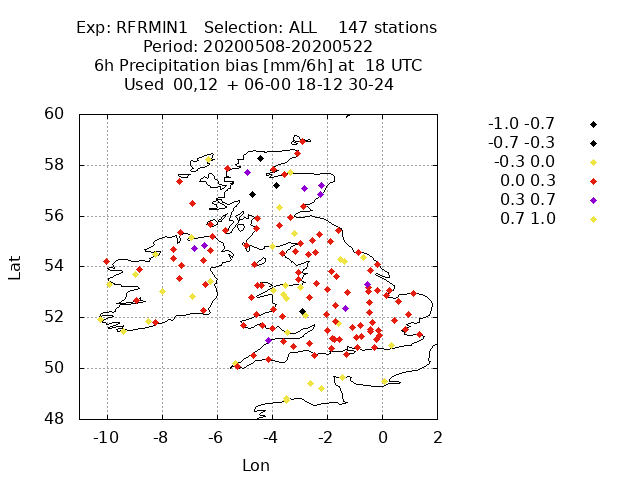 Exp: RFRMIN1   Selection: ALL    147 stations
Period: 20200508-20200522
6h Precipitation bias [mm/6h] at  18 UTC
Used  00,12  + 06-00 18-12 30-24
60
58
56
54
52
50
48
Lat
-10 -8 -6 -4 -2 0 2
Lon
-1.0 -0.7
-0.7 -0.3
-0.3 0.0
0.0 0.3
0.3 0.7
0.7 1.0